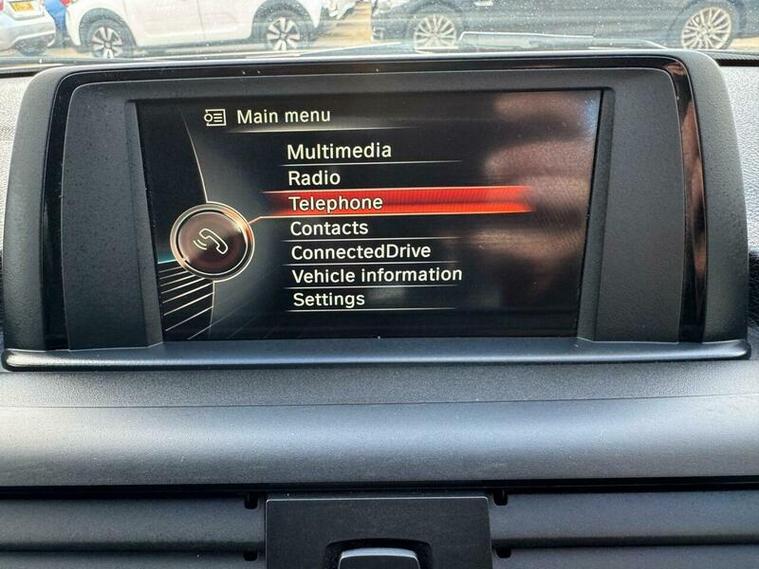 Main menu
Multimedia
Radio
Telephone
Contacts
ConnectedDrive
Vehicle information
Settings